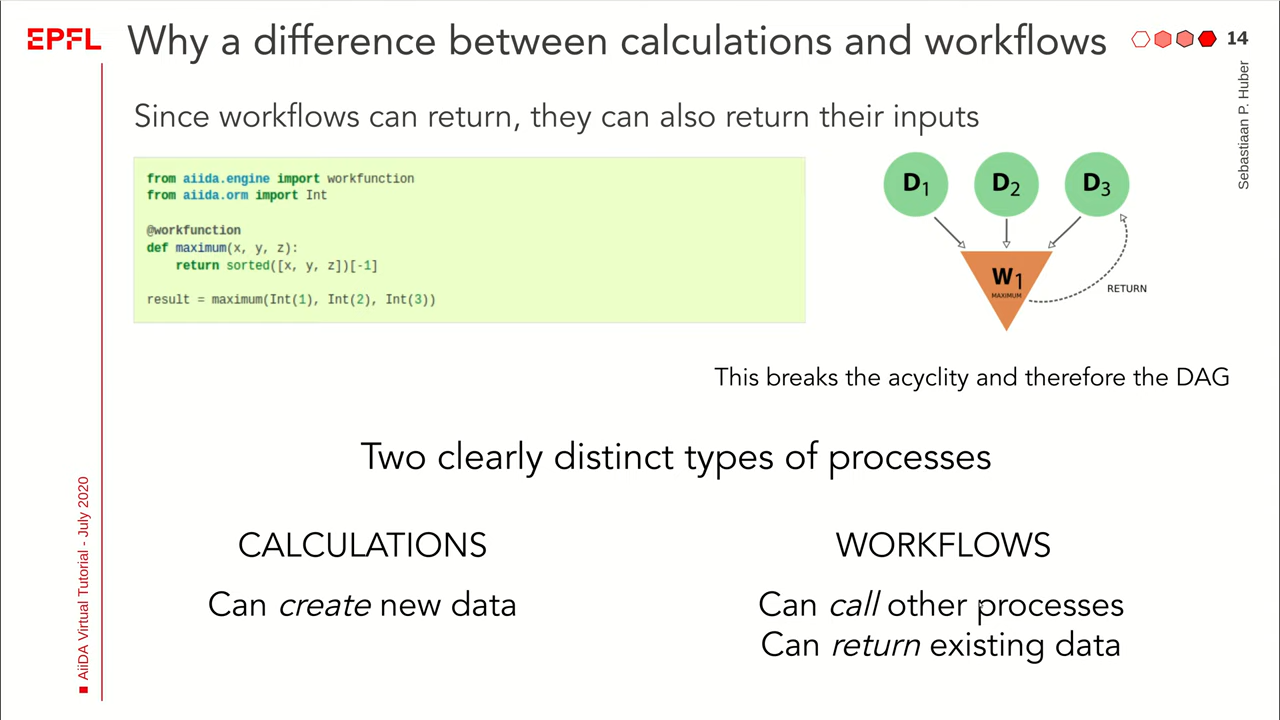 EPFL
Why a difference between calculations and workflows
14
Sebastiaan P. Huber
Since workflows can return, they can also return their inputs
from aiida.engine import workfunction
from aiida.orm import Int
@workfunction
def maximum(x, y, z):
    return sorted([x, y, z])[-1]
result = maximum(Int(1), Int(2), Int(3))
D1 D2 D3
W1
MAXIMUM
RETURN
This breaks the acyclity and therefore the DAG
Two clearly distinct types of processes
CALCULATIONS
Can create new data
WORKFLOWS
Can call other processes
Can return existing data
AiiDA Virtual Tutorial - July 2020